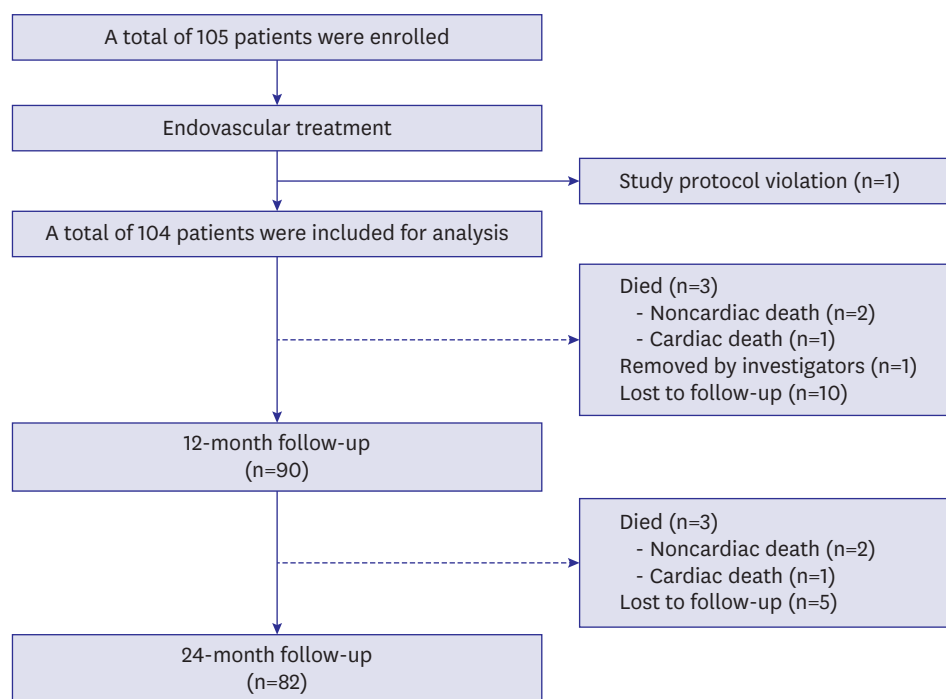 A total of 105 patients were enrolled
Endovascular treatment
Study protocol violation (n=1)
A total of 104 patients were included for analysis
Died (n=3)
- Noncardiac death (n=2)
- Cardiac death (n=1)
Removed by investigators (n=1)
Lost to follow-up (n=10)
12-month follow-up
(n=90)
Died (n=3)
- Noncardiac death (n=2)
- Cardiac death (n=1)
Lost to follow-up (n=5)
24-month follow-up
(n=82)